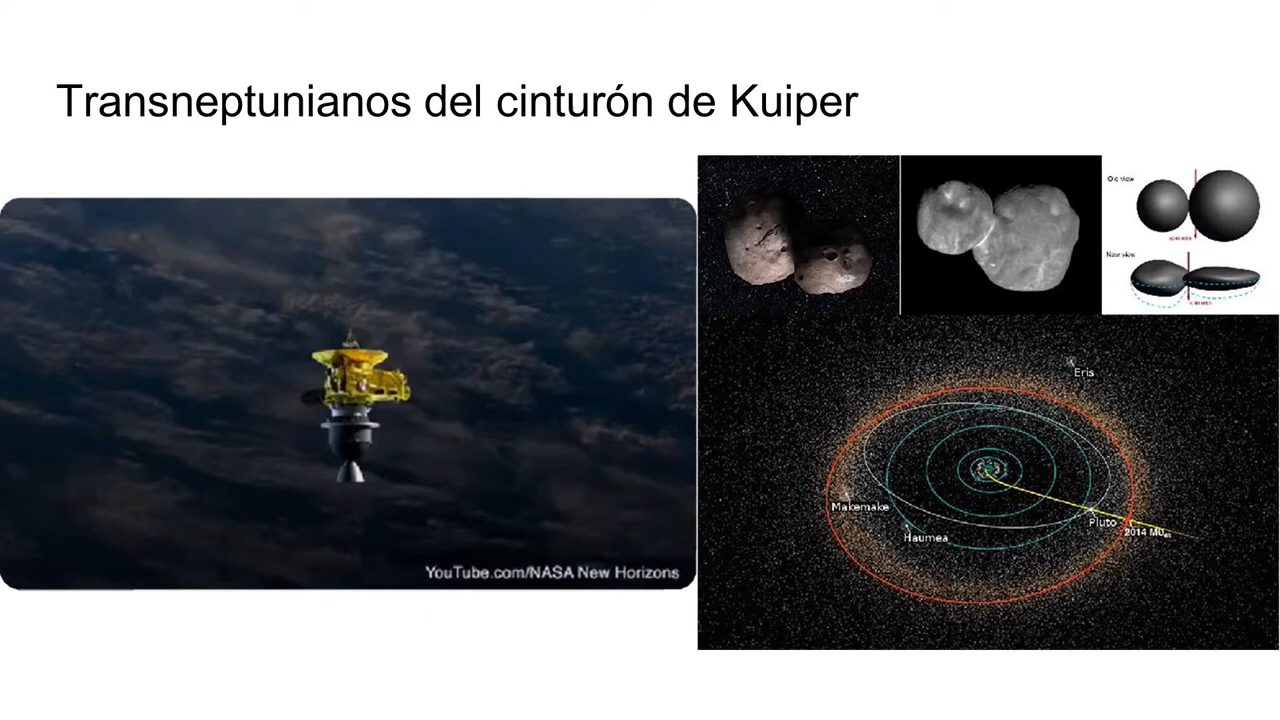 Transneptunianos del cinturón de Kuiper
Old view
New view
Eris
Makemake
Pluto
2014 MU69
Haumea
YouTube.com/NASA New Horizons